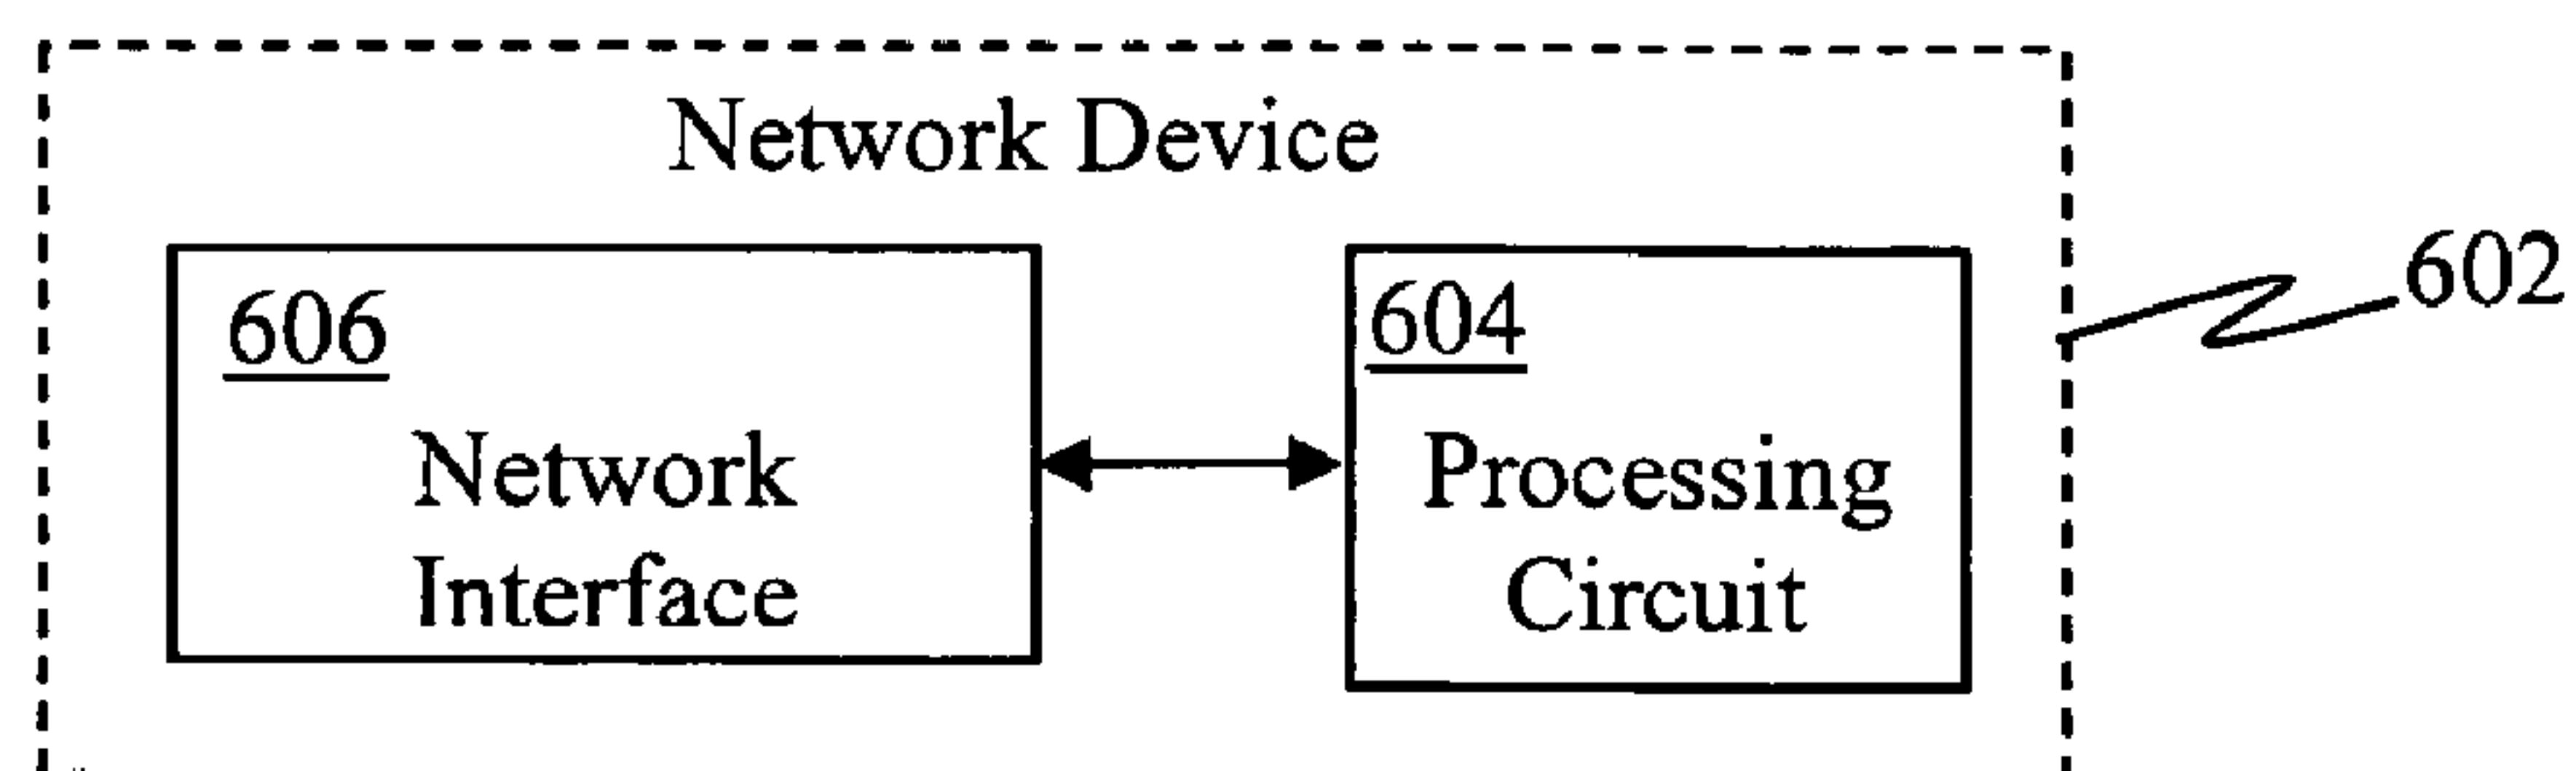 Network Device
602
606
604
Network
Interface
Processing
Circuit